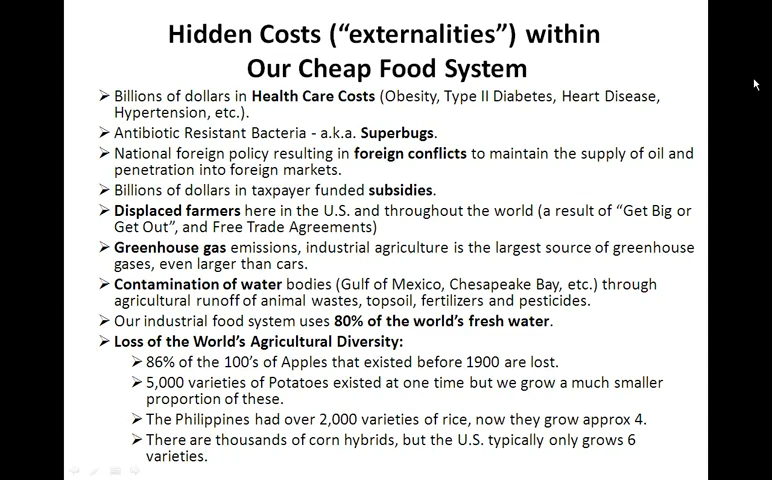 Hidden Costs (“externalities”) within
Our Cheap Food System
➢ Billions of dollars in Health Care Costs (Obesity, Type II Diabetes, Heart Disease,
Hypertension, etc.).
➢ Antibiotic Resistant Bacteria - a.k.a. Superbugs.
➢ National foreign policy resulting in foreign conflicts to maintain the supply of oil and
penetration into foreign markets.
➢ Billions of dollars in taxpayer funded subsidies.
➢ Displaced farmers here in the U.S. and throughout the world (a result of “Get Big or
Get Out”, and Free Trade Agreements)
➢ Greenhouse gas emissions, industrial agriculture is the largest source of greenhouse
gases, even larger than cars.
➢ Contamination of water bodies (Gulf of Mexico, Chesapeake Bay, etc.) through
agricultural runoff of animal wastes, topsoil, fertilizers and pesticides.
➢ Our industrial food system uses 80% of the world’s fresh water.
➢ Loss of the World’s Agricultural Diversity:
➢ 86% of the 100’s of Apples that existed before 1900 are lost.
➢ 5,000 varieties of Potatoes existed at one time but we grow a much smaller
proportion of these.
➢ The Philippines had over 2,000 varieties of rice, now they grow approx 4.
➢ There are thousands of corn hybrids, but the U.S. typically only grows 6
varieties.